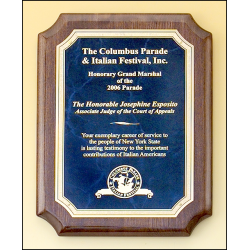 The Columbus Parade
& Italian Festival, Inc.
Honorary Grand Marshal
of the
2006 Parade
The Honorable Josephine Esposito
Associate Judge of the Court of Appeals
Your exemplary career of service to
the people of New York State
is lasting testimony to the important
contributions of Italian Americans